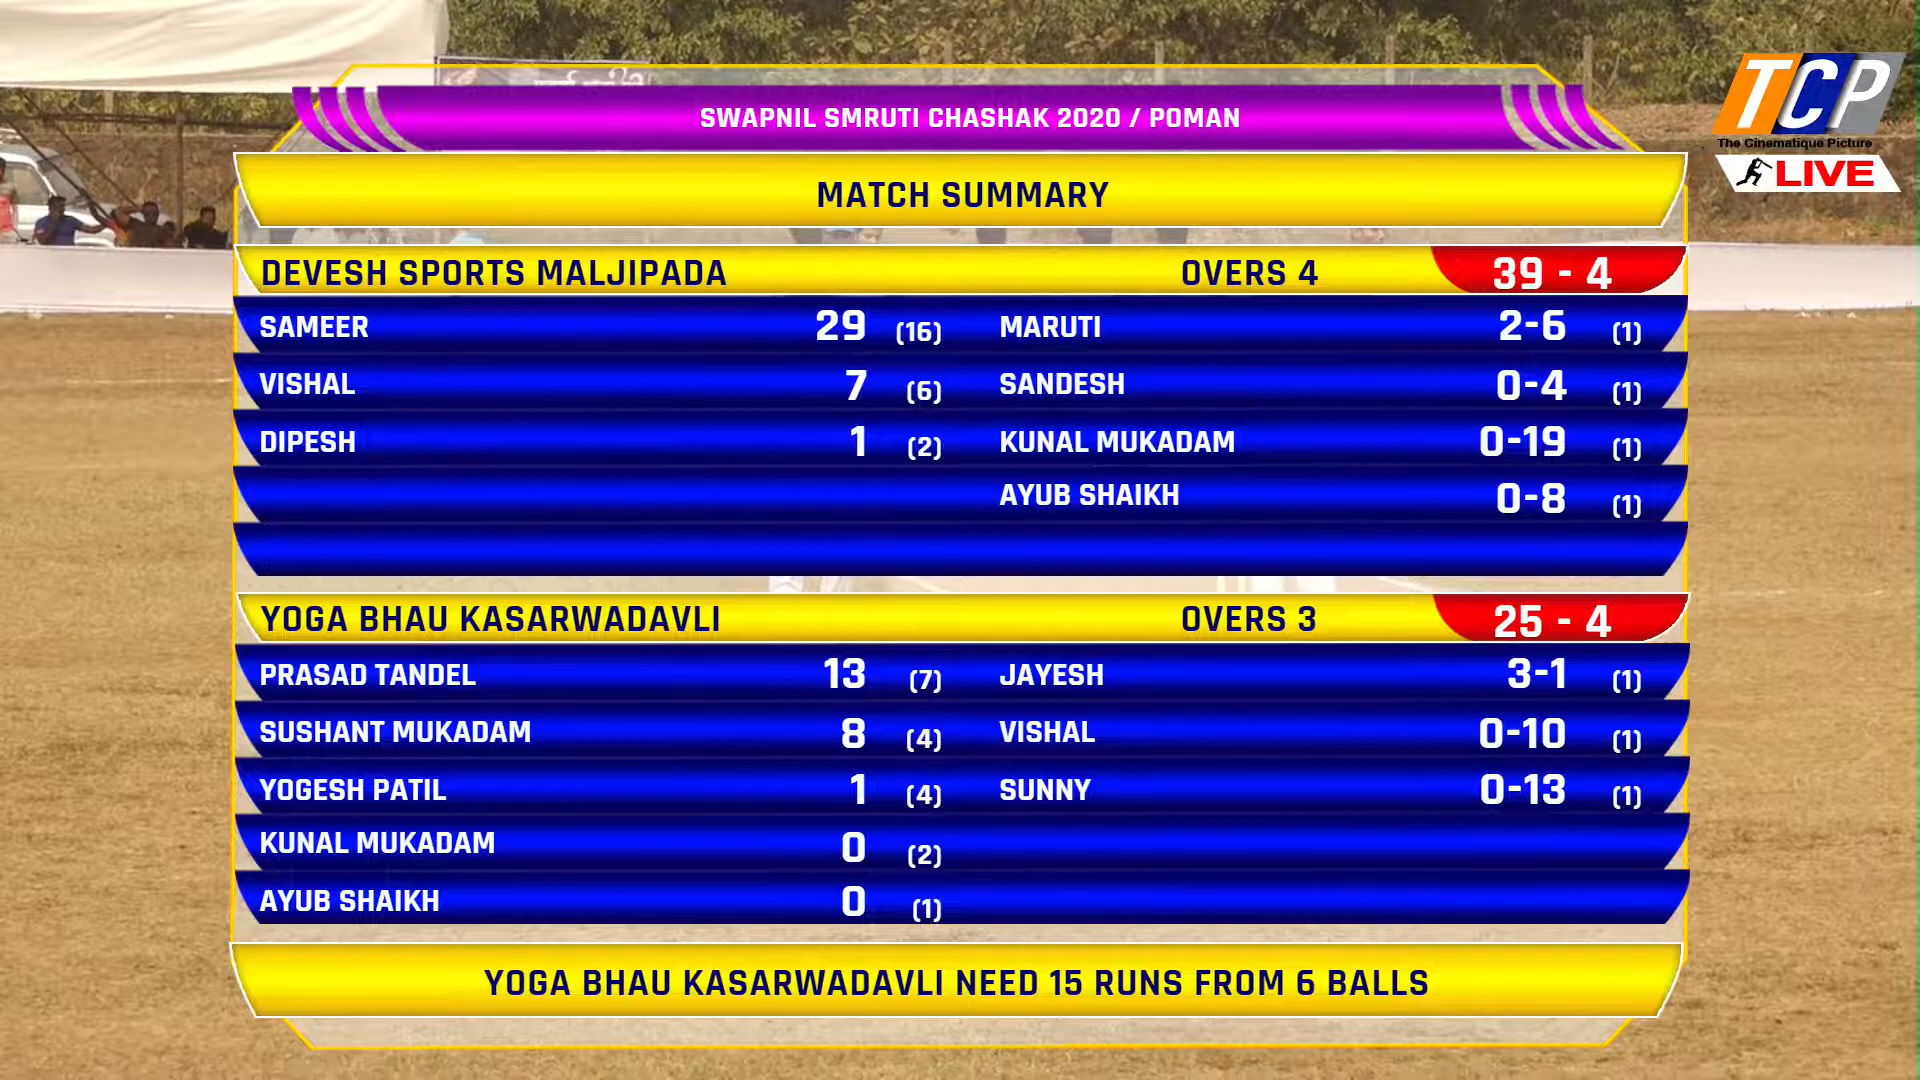 SWAPNIL SMRUTI CHASHAK 2020 / POMAN
TCP
The Cinematique Picture
LIVE
MATCH SUMMARY
DEVESH SPORTS MALJIPADA OVERS 4 39 - 4
SAMEER 29 (16) MARUTI 2-6 (1)
VISHAL 7 (6) SANDESH 0-4 (1)
DIPESH 1 (2) KUNAL MUKADAM 0-19 (1)
AYUB SHAIKH 0-8 (1)
YOGA BHAU KASARWADAVLI OVERS 3 25 - 4
PRASAD TANDEL 13 (7) JAYESH 3-1 (1)
SUSHANT MUKADAM 8 (4) VISHAL 0-10 (1)
YOGESH PATIL 1 (4) SUNNY 0-13 (1)
KUNAL MUKADAM 0 (2)
AYUB SHAIKH 0 (1)
YOGA BHAU KASARWADAVLI NEED 15 RUNS FROM 6 BALLS